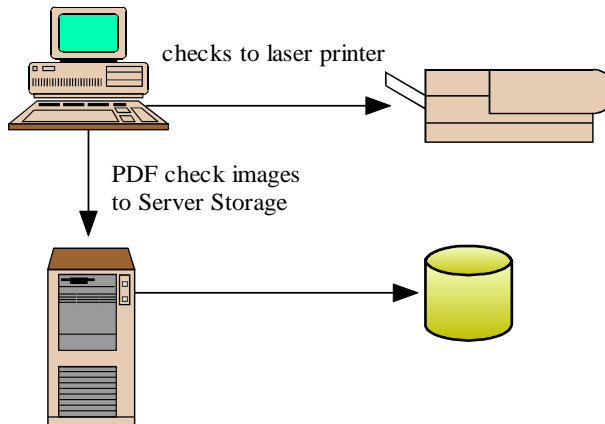 checks to laser printer
PDF check images
to Server Storage